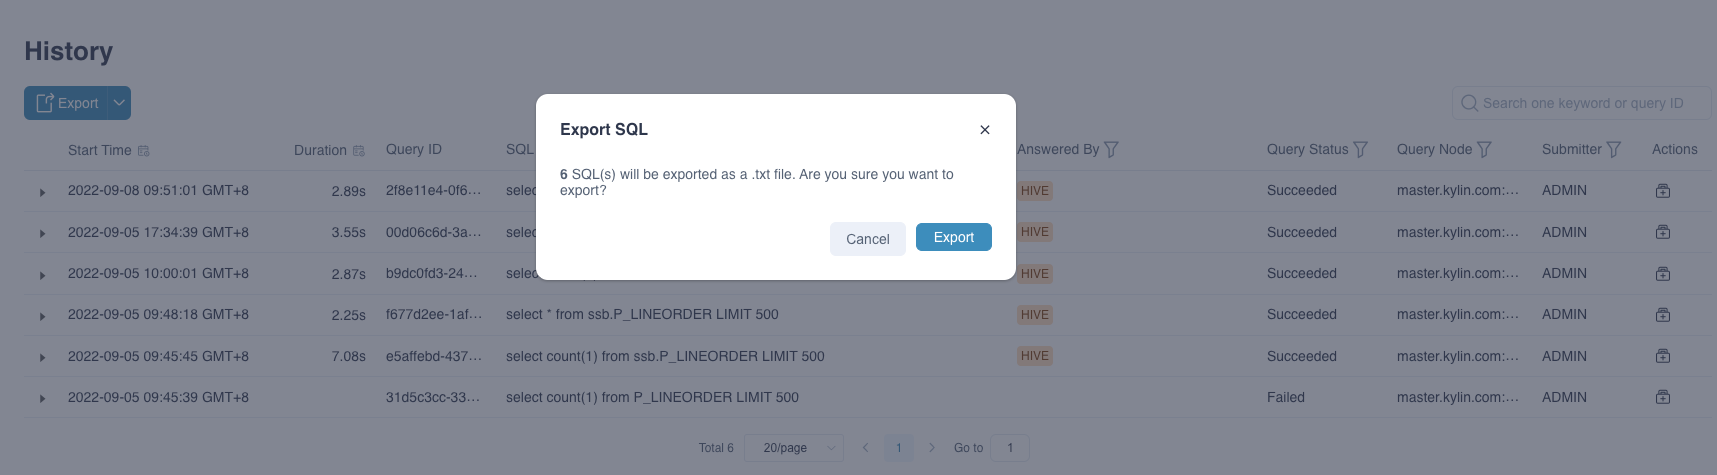 History
Export
Search one keyword or query ID
Export SQL
×
6 SQL(s) will be exported as a .txt file. Are you sure you want to
export?
Cancel
Export
Start Time Duration Query ID SQL Answered By Query Status Query Node Submitter Actions
2022-09-08 09:51:01 GMT+8 2.89s 2f8e11e4-0f6... selec HIVE Succeeded master.kylin.com:... ADMIN
2022-09-05 17:34:39 GMT+8 3.55s 00d06c6d-3a... selec HIVE Succeeded master.kylin.com:... ADMIN
2022-09-05 10:00:01 GMT+8 2.87s b9dc0fd3-24... selec HIVE Succeeded master.kylin.com:... ADMIN
2022-09-05 09:48:18 GMT+8 2.25s f677d2ee-1af... select * from ssb.P_LINEORDER LIMIT 500 HIVE Succeeded master.kylin.com:... ADMIN
2022-09-05 09:45:45 GMT+8 7.08s e5affebd-437... select count(1) from ssb.P_LINEORDER LIMIT 500 HIVE Succeeded master.kylin.com:... ADMIN
2022-09-05 09:45:39 GMT+8 31d5c3cc-33... select count(1) from P_LINEORDER LIMIT 500 Failed master.kylin.com:... ADMIN
Total 6 20/page 1 Go to 1